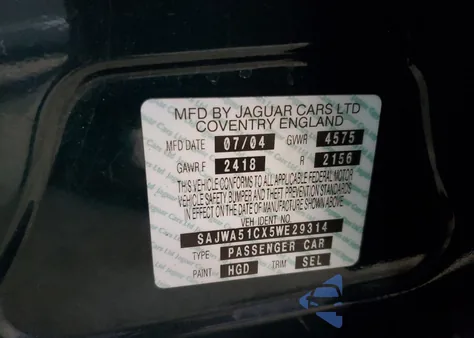 MFD BY JAGUAR CARS LTD
COVENTRY ENGLAND
MFD DATE 07/04 GVWR 4575
GAWR F 2418 R 2156
THIS VEHICLE CONFORMS TO ALL APPLICABLE FEDERAL MOTOR
VEHICLE SAFETY BUMPER AND THEFT PREVENTION STANDARDS
IN EFFECT ON THE DATE OF MANUFACTURE SHOWN ABOVE
VEH IDENT NO
SAJWA51CX5WE29314
TYPE PASSENGER CAR
PAINT HGD TRIM SEL